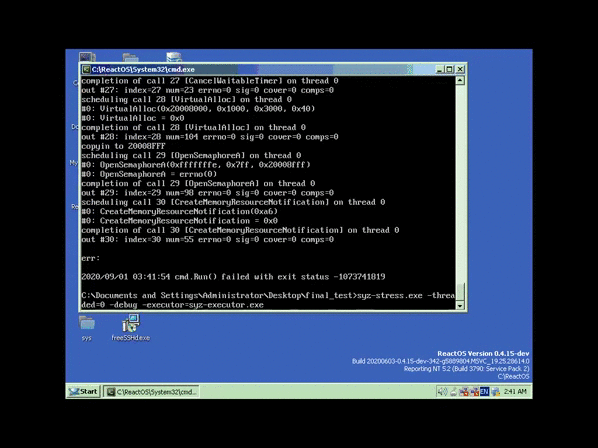 C:\ReactOS\System32\cmd.exe
completion of call 27 [CancelWaitableTimer] on thread 0
out #27: index=27 num=23 errno=0 sig=0 cover=0 comps=0
scheduling call 28 [VirtualAlloc] on thread 0
#0: VirtualAlloc(0x20008000, 0x1000, 0x3000, 0x40)
#0: VirtualAlloc = 0x0
completion of call 28 [VirtualAlloc] on thread 0
out #28: index=28 num=104 errno=0 sig=0 cover=0 comps=0
copyin to 20008FFF
scheduling call 29 [OpenSemaphoreA] on thread 0
#0: OpenSemaphoreA(0xfffffffe, 0x7ff, 0x20008fff)
#0: OpenSemaphoreA = errno(0)
completion of call 29 [OpenSemaphoreA] on thread 0
out #29: index=29 num=98 errno=0 sig=0 cover=0 comps=0
scheduling call 30 [CreateMemoryResourceNotification] on thread 0
#0: CreateMemoryResourceNotification(0xa6)
#0: CreateMemoryResourceNotification = 0x0
completion of call 30 [CreateMemoryResourceNotification] on thread 0
out #30: index=30 num=55 errno=0 sig=0 cover=0 comps=0
err:
2020/09/01 03:41:54 cmd.Run() failed with exit status -1073741819
C:\Documents and Settings\Administrator\Desktop\final_test>syz-stress.exe -threa
ded=0 -debug -executor=syz-executor.exe
sys
freeSSHd.exe
ReactOS Version 0.4.15-dev
Build 20200603-0.4.15-dev-342-g5889804.MSVC_19.25.28614.0
Reporting NT 5.2 (Build 3790: Service Pack 2)
C:\ReactOS
Start
C:\ReactOS\System32\cmd...
EN
2:41 AM